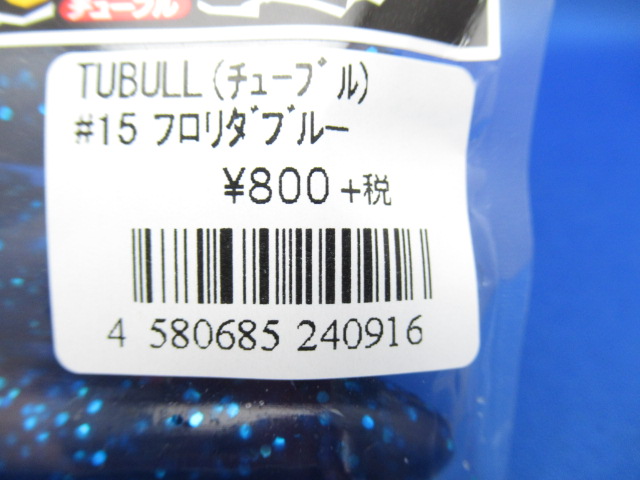 チューブル
TUBULL(チューブル)
#15 フロリダブルー
¥800+税
4 580685 240916